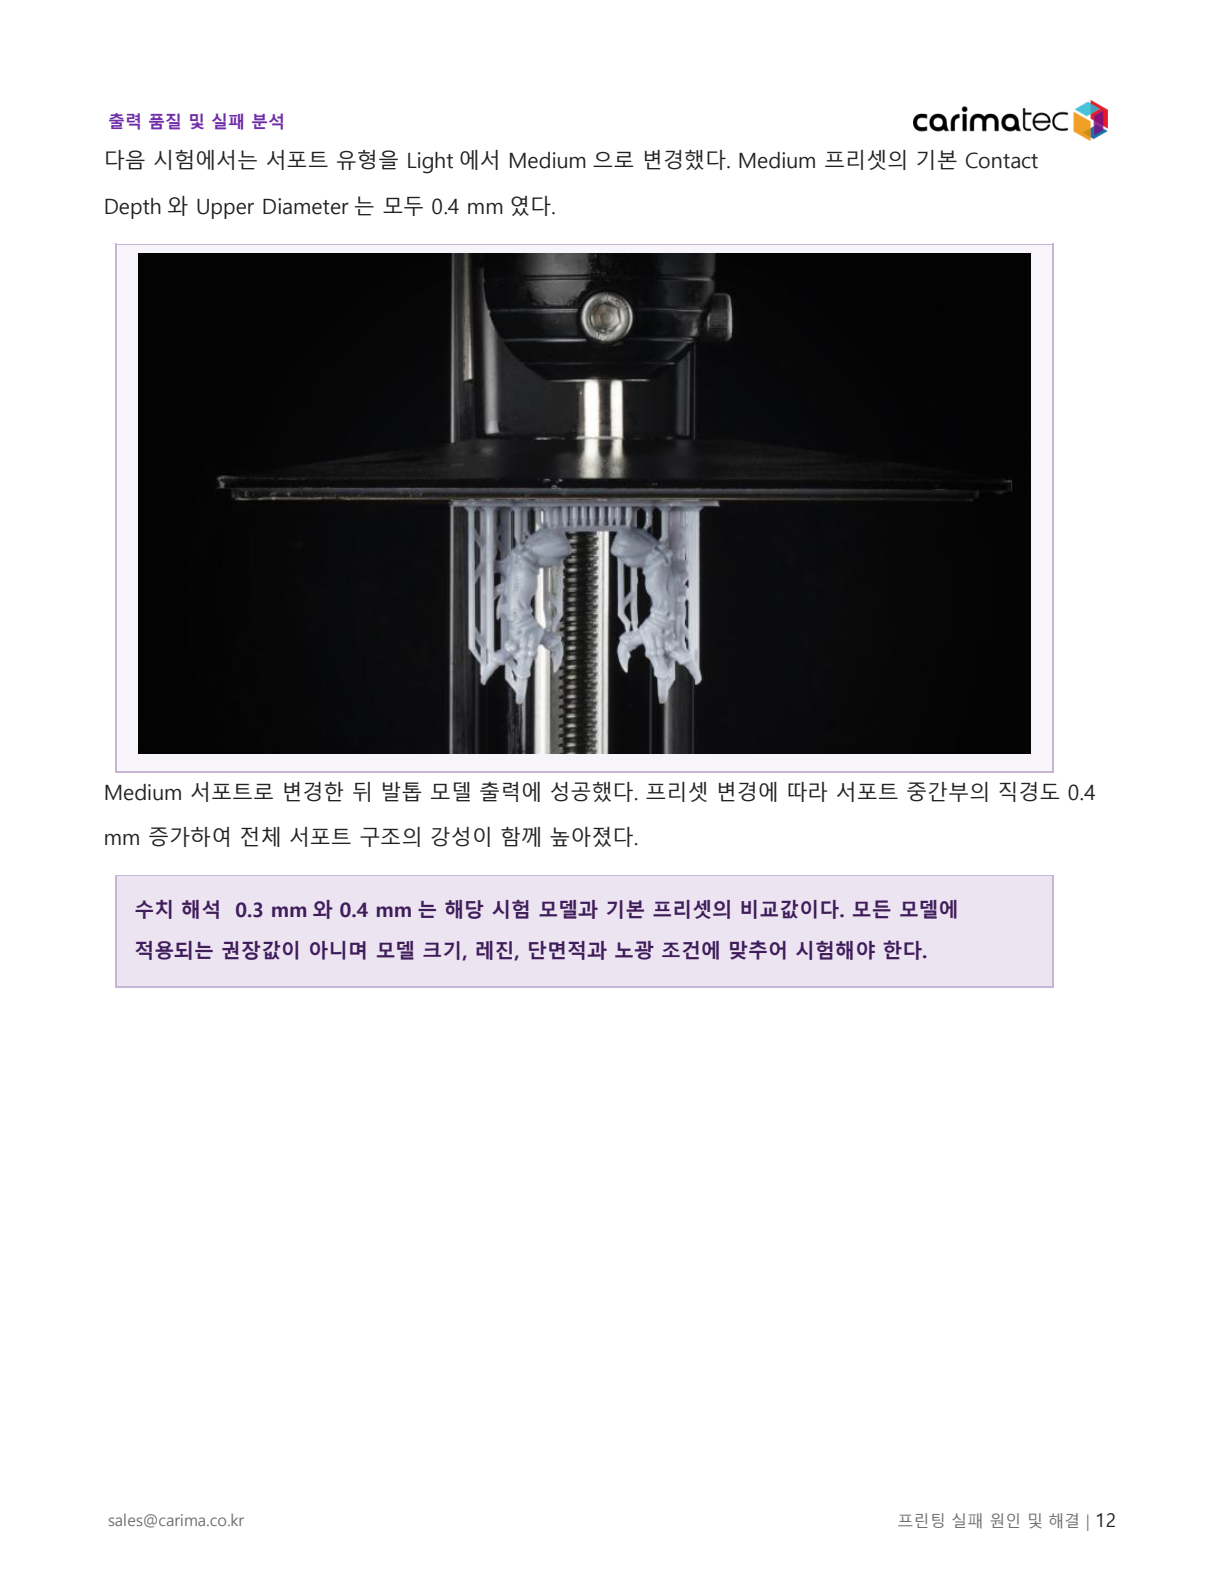 출력 품질 및 실패 분석
carimatec
다음 시험에서는 서포트 유형을 Light 에서 Medium 으로 변경했다. Medium 프리셋의 기본 Contact
Depth 와 Upper Diameter 는 모두 0.4 mm 였다.
Medium 서포트로 변경한 뒤 발톱 모델 출력에 성공했다. 프리셋 변경에 따라 서포트 중간부의 직경도 0.4
mm 증가하여 전체 서포트 구조의 강성이 함께 높아졌다.
수치 해석 0.3 mm 와 0.4 mm 는 해당 시험 모델과 기본 프리셋의 비교값이다. 모든 모델에
적용되는 권장값이 아니며 모델 크기, 레진, 단면적과 노광 조건에 맞추어 시험해야 한다.
sales@carima.co.kr
프린팅 실패 원인 및 해결 | 12